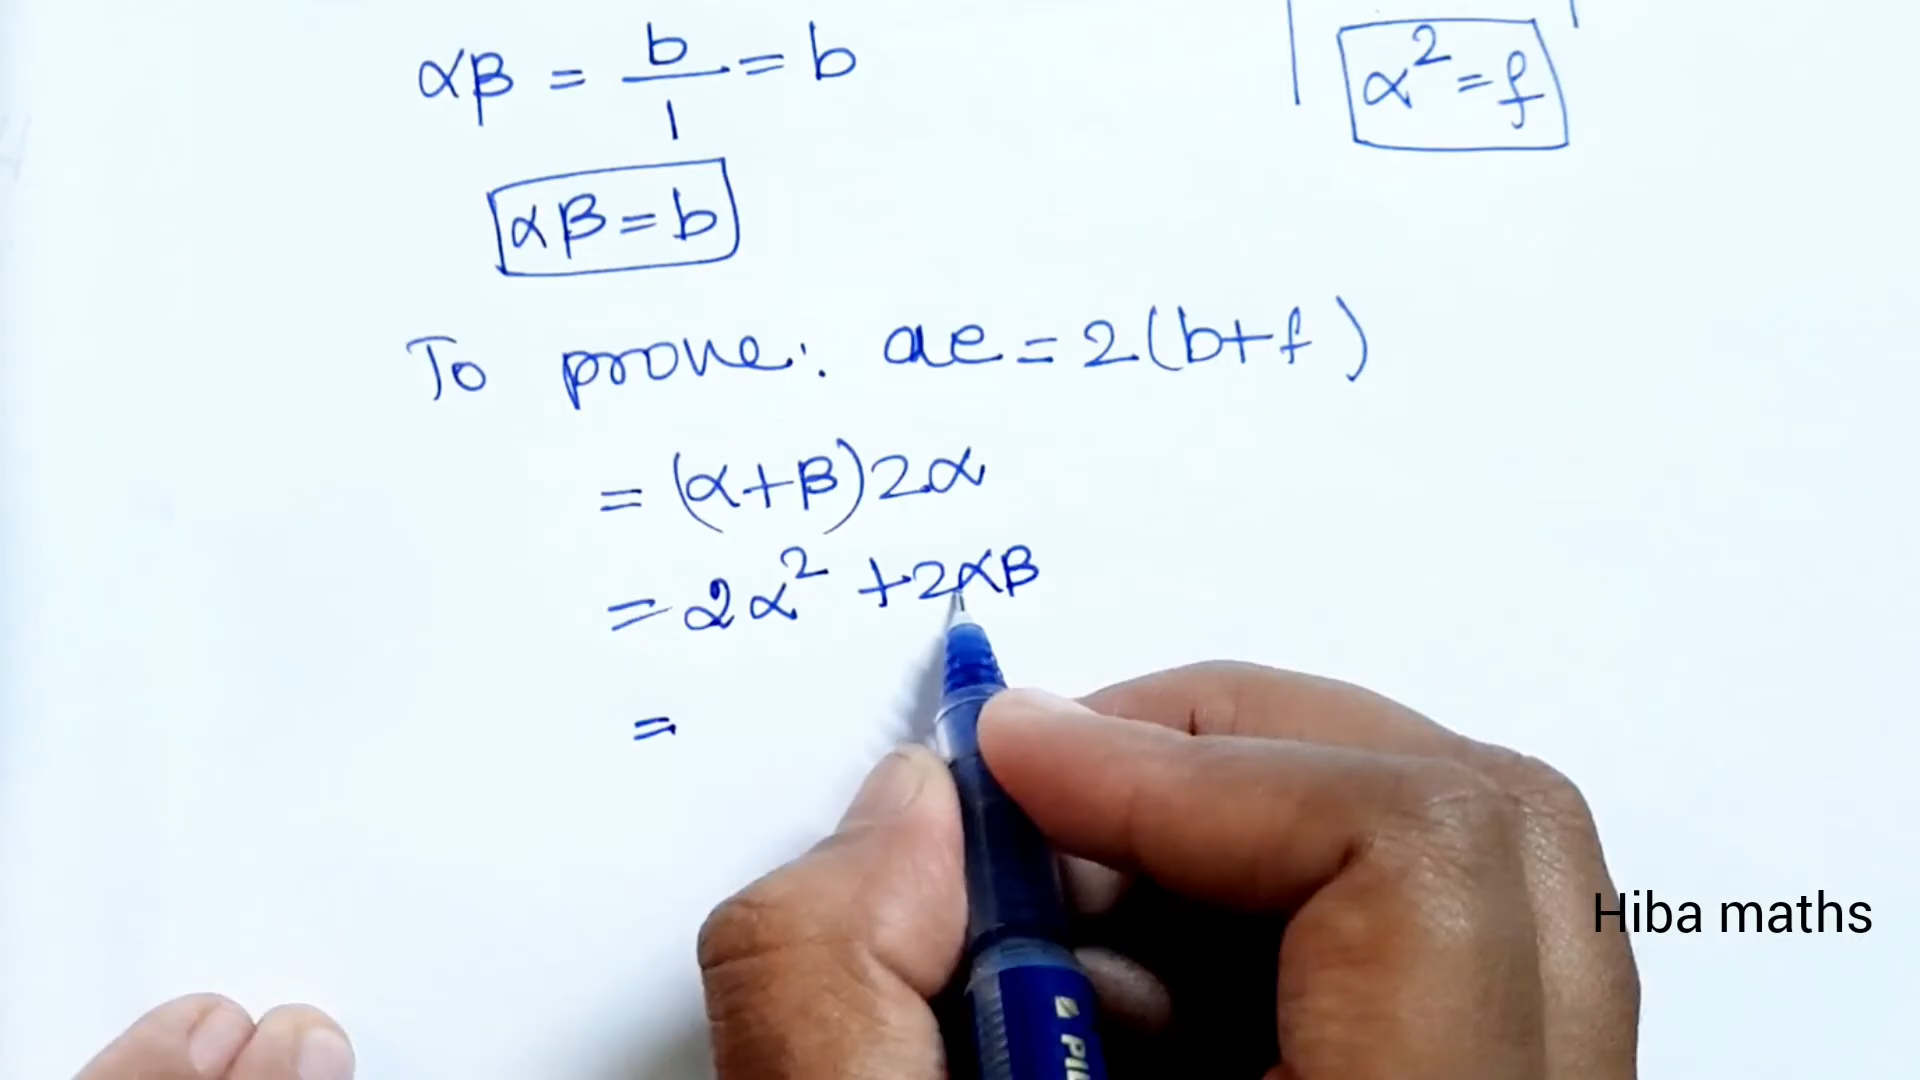 αβ = b/1 = b
α² = f
αβ = b
To prove: ae = 2(b+f)
= (α+β)2α
= 2α² + 2αβ
=
Hiba maths